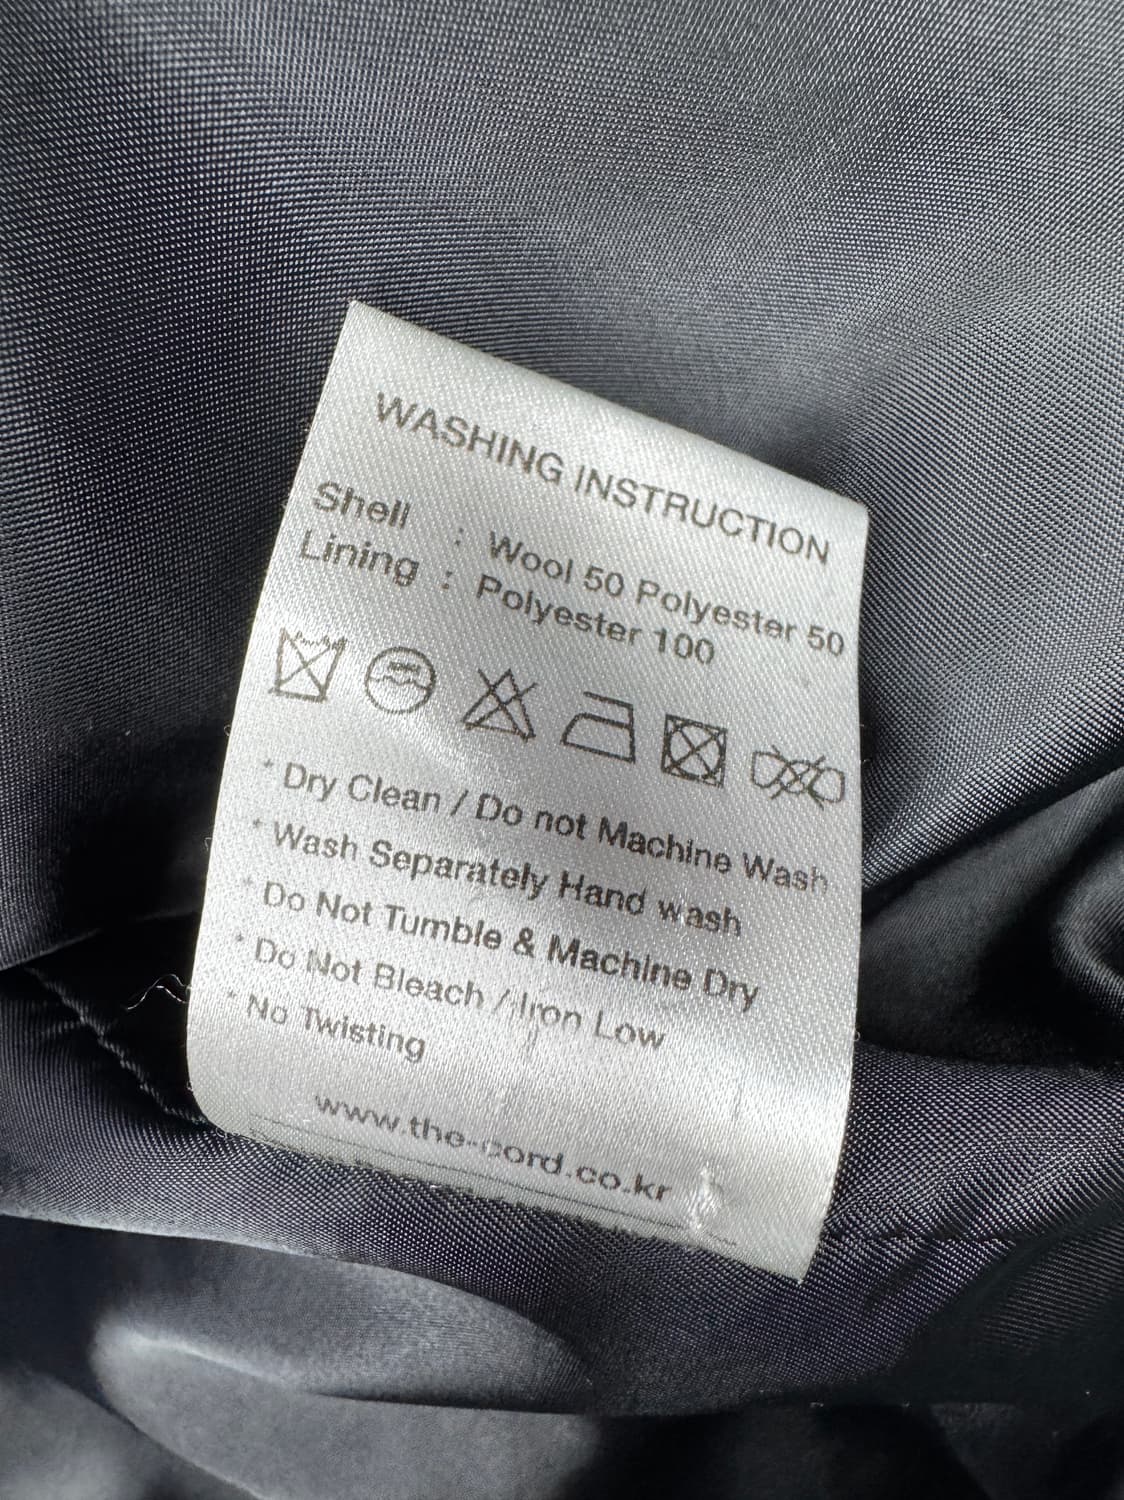 WASHING INSTRUCTION
Shell : Wool 50 Polyester 50
Lining : Polyester 100
* Dry Clean / Do not Machine Wash
* Wash Separately Hand wash
* Do Not Tumble & Machine Dry
* Do Not Bleach / Iron Low
* No Twisting
www.the-cord.co.kr